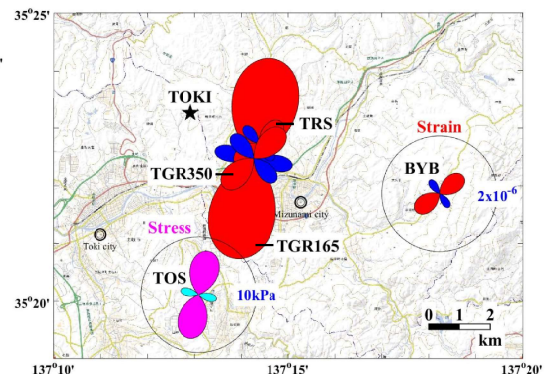 35°25'
TOKI
TRS
Strain
BYB
TGR350
2x10⁻⁶
Mizunami city
Stress
Toki city
TGR165
TOS
10kPa
35°20'
0 1 2
km
137°10' 137°15' 137°20'